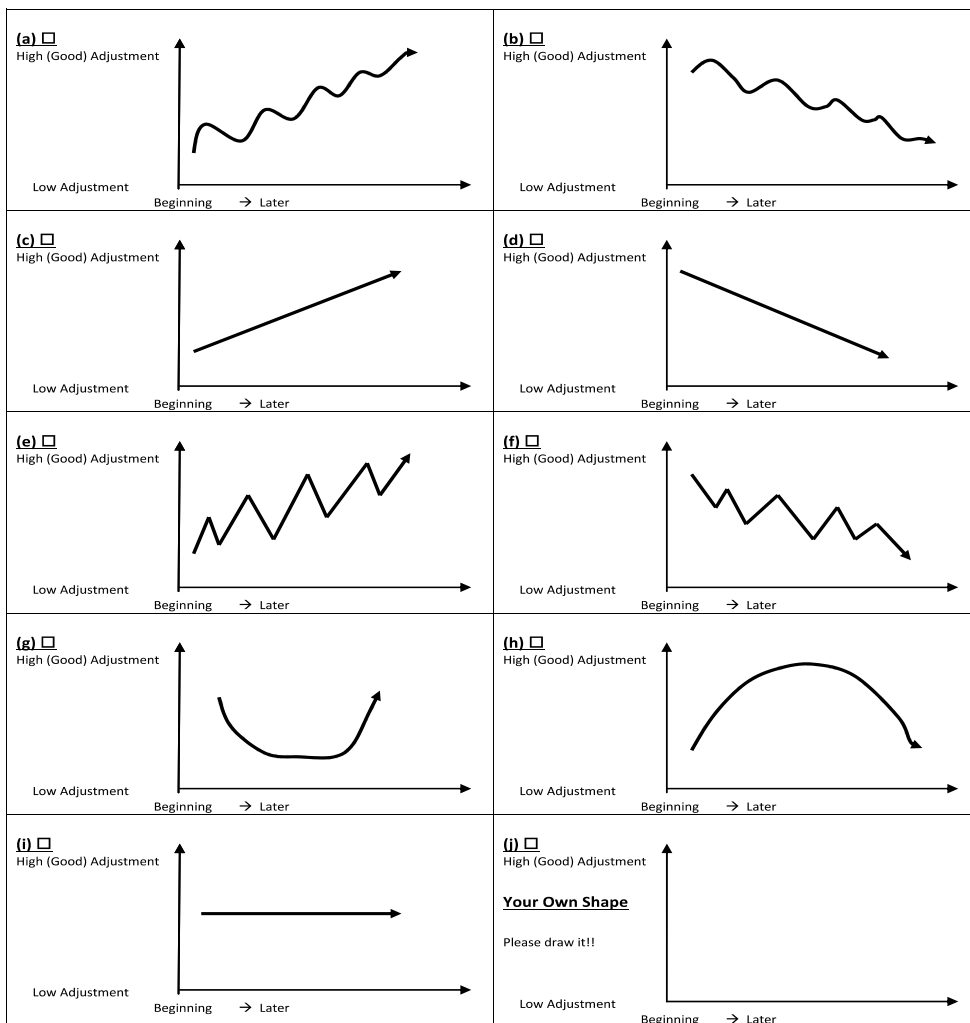 (a) ☐
High (Good) Adjustment
Low Adjustment
Beginning → Later
(b) ☐
High (Good) Adjustment
Low Adjustment
Beginning → Later
(c) ☐
High (Good) Adjustment
Low Adjustment
Beginning → Later
(d) ☐
High (Good) Adjustment
Low Adjustment
Beginning → Later
(e) ☐
High (Good) Adjustment
Low Adjustment
Beginning → Later
(f) ☐
High (Good) Adjustment
Low Adjustment
Beginning → Later
(g) ☐
High (Good) Adjustment
Low Adjustment
Beginning → Later
(h) ☐
High (Good) Adjustment
Low Adjustment
Beginning → Later
(i) ☐
High (Good) Adjustment
Low Adjustment
Beginning → Later
(j) ☐
High (Good) Adjustment
Your Own Shape
Please draw it!!
Low Adjustment
Beginning → Later